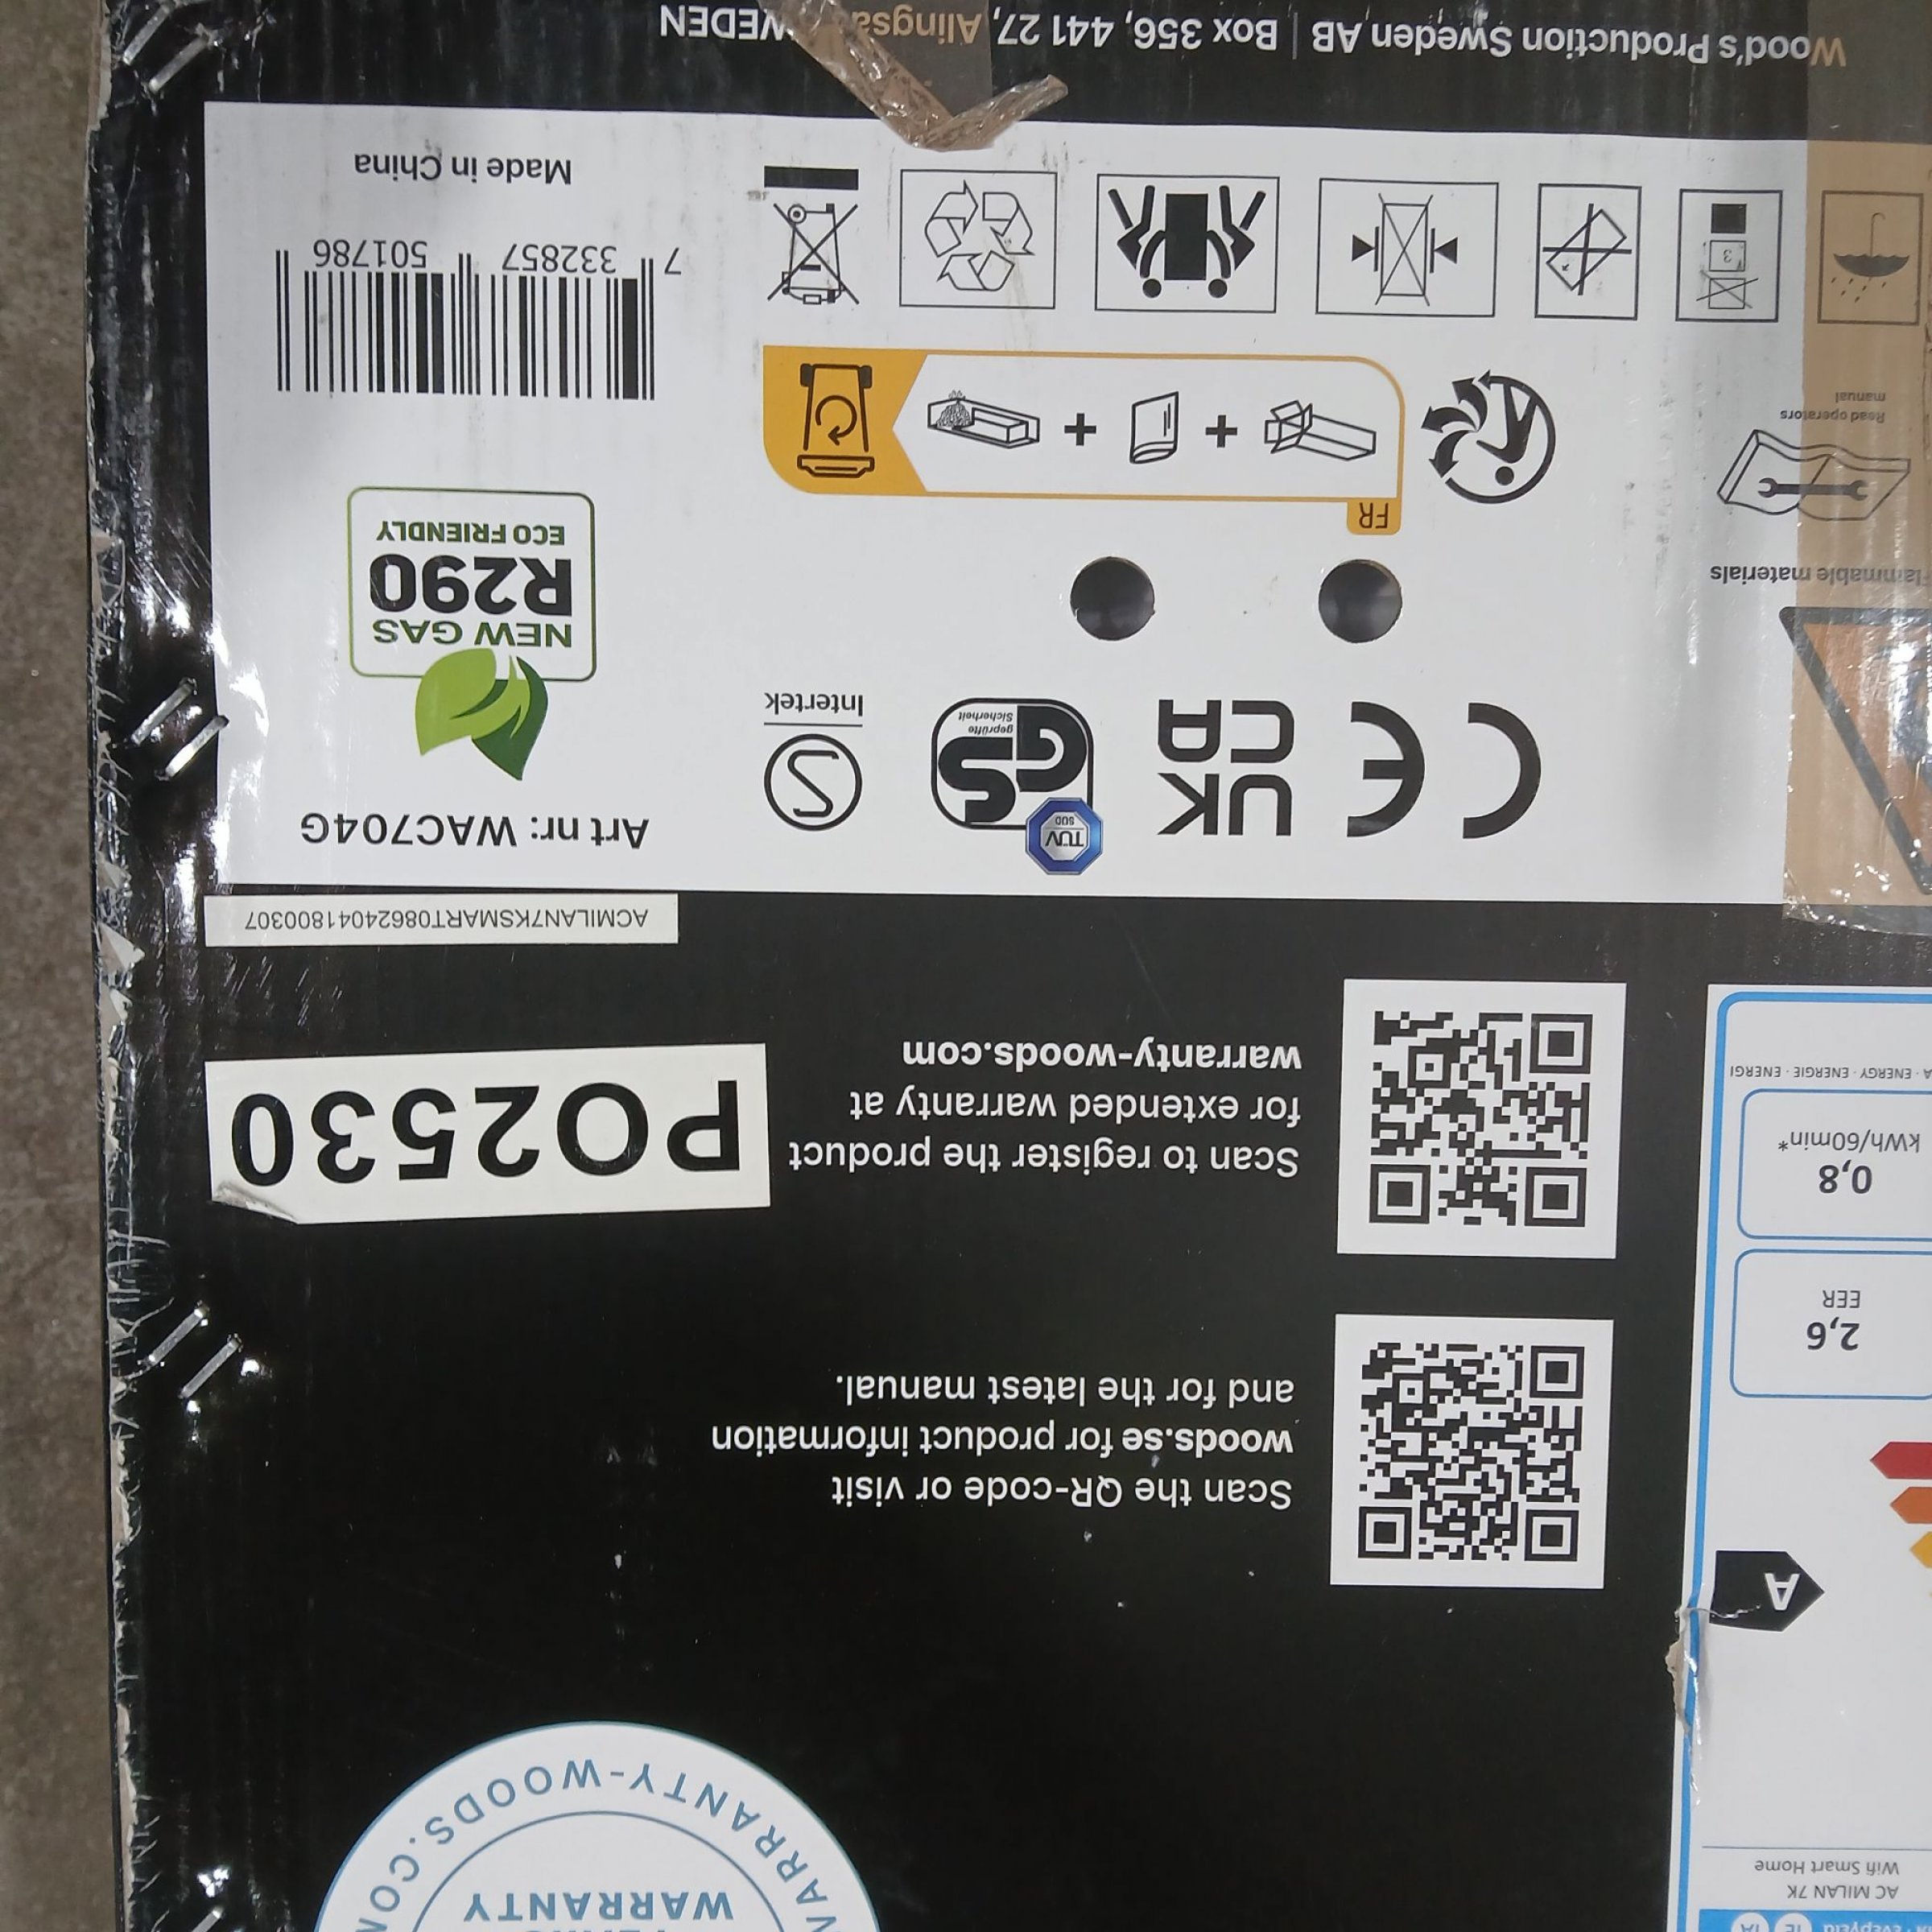 WARRANTY
WARRANTY-WOODS.COM
AC MILAN 7K
Wifi Smart Home
A
2,6
EER
0,8
kWh/60min*
ENERGY · ENERGIE · ENERGI
Scan the QR-code or visit
woods.se for product information
and for the latest manual.
Scan to register the product
for extended warranty at
warranty-woods.com
PO2530
ACMILAN7KSMART08624041800307
Art nr: WAC704G
CE
UK
CA
TÜV
SÜD
GS
geprüfte
Sicherheit
S
Intertek
NEW GAS
R290
ECO FRIENDLY
flammable materials
Read operators
manual
FR
3
7 332857 501786
Made in China
Wood's Production Sweden AB | Box 356, 441 27,